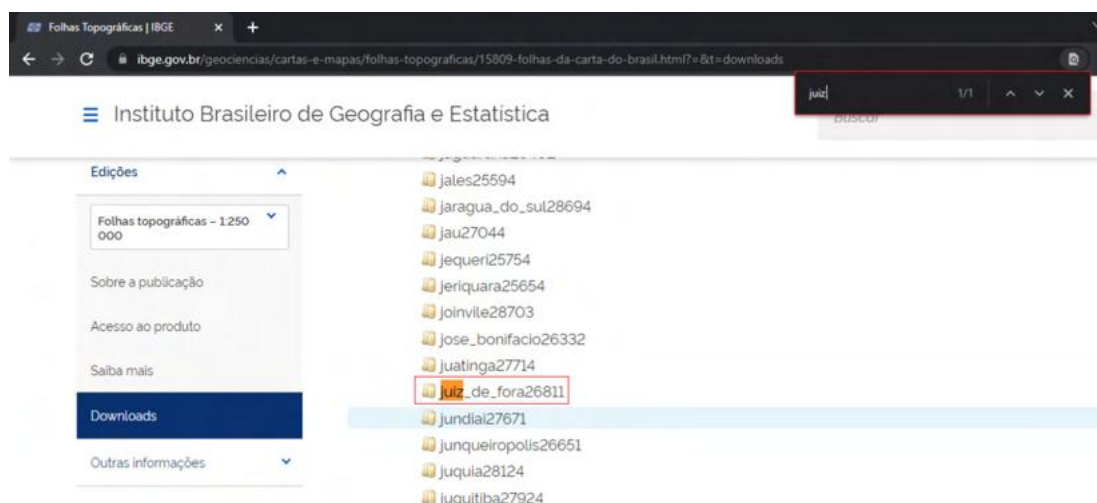 Folhas Topográficas | IBGE
ibge.gov.br/geociencias/cartas-e-mapas/folhas-topograficas/15809-folhas-da-carta-do-brasil.html?=&t=downloads
juiz 1/1
Instituto Brasileiro de Geografia e Estatística
Buscar
Edições
Folhas topográficas – 1:250
000
Sobre a publicação
Acesso ao produto
Saiba mais
Downloads
Outras informações
jales25594
jaragua_do_sul28694
jau27044
jequeri25754
jeriquara25654
joinvile28703
jose_bonifacio26332
juatinga27714
juiz_de_fora26811
jundiai27671
junqueiropolis26651
juquia28124
juquitiba27924